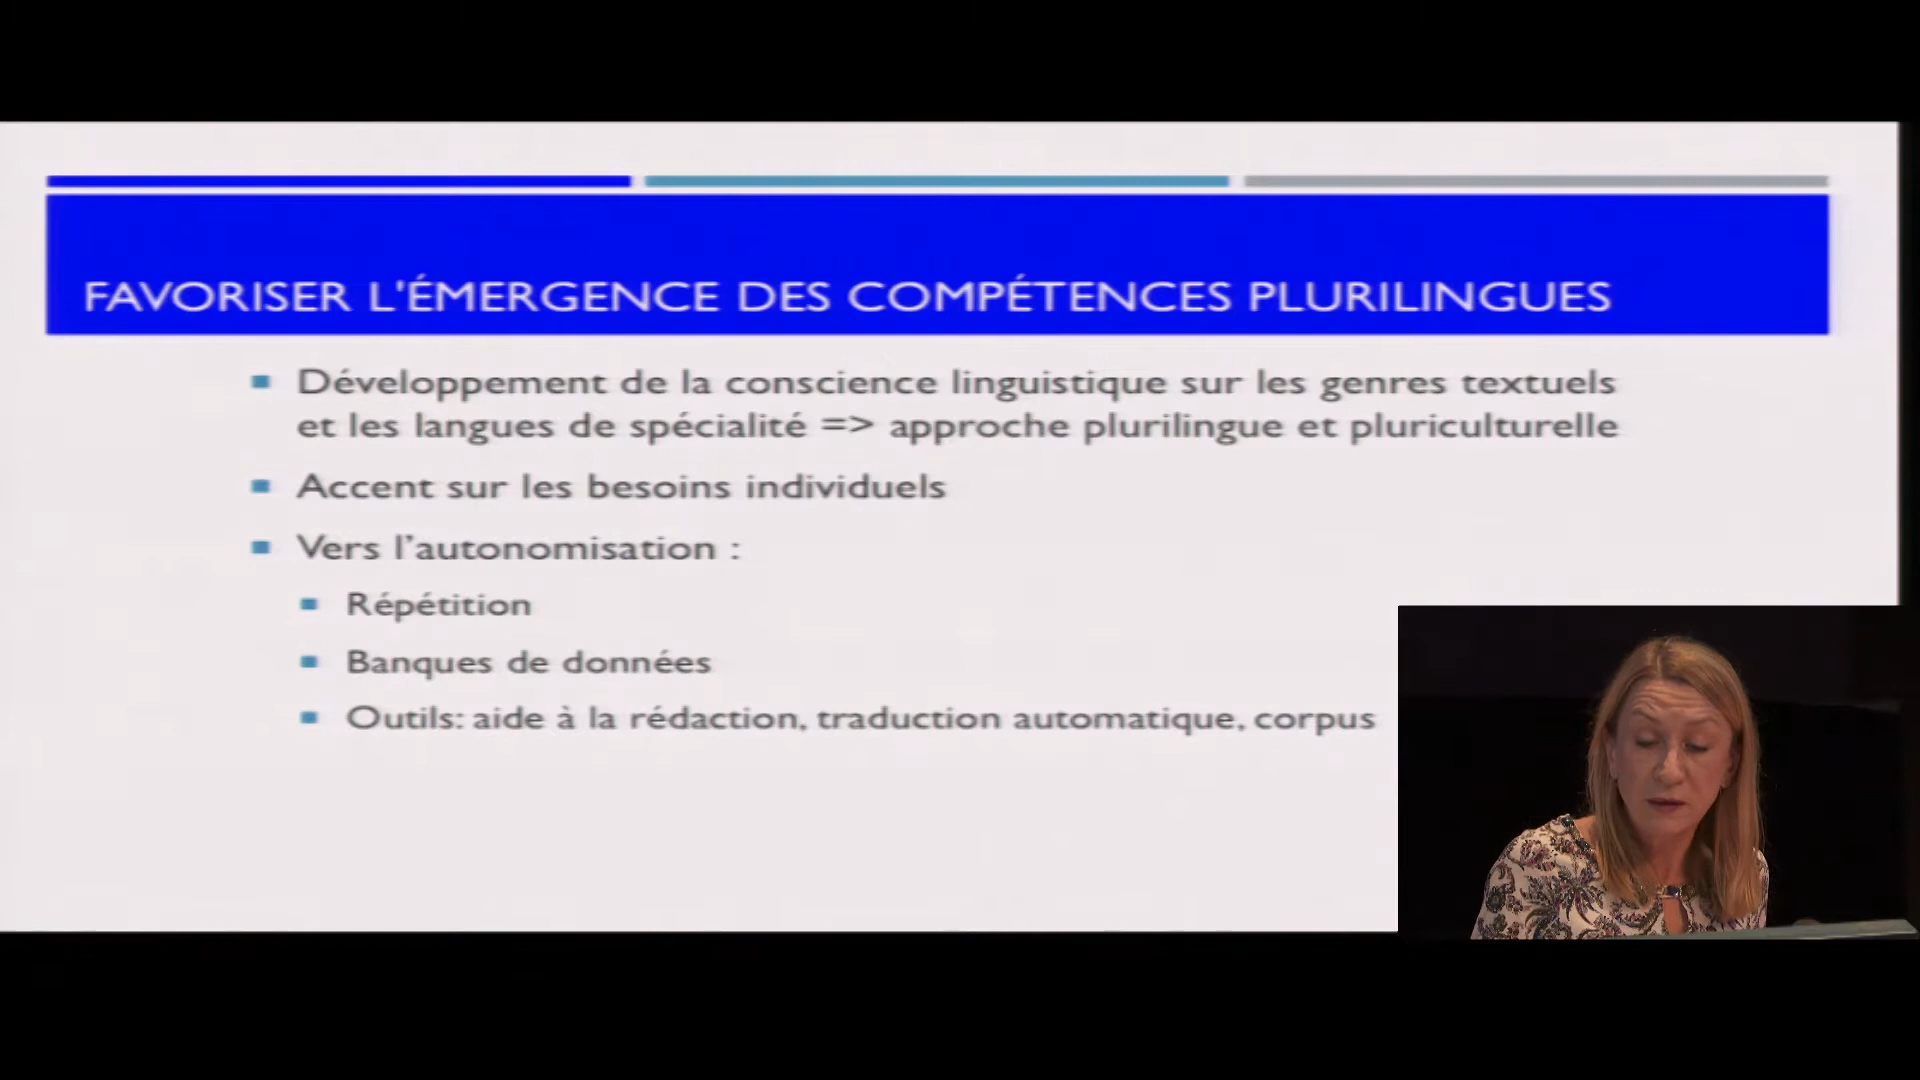 FAVORISER L'ÉMERGENCE DES COMPÉTENCES PLURILINGUES
Développement de la conscience linguistique sur les genres textuels
et les langues de spécialité => approche plurilingue et pluriculturelle
Accent sur les besoins individuels
Vers l’autonomisation :
Répétition
Banques de données
Outils: aide à la rédaction, traduction automatique, corpus